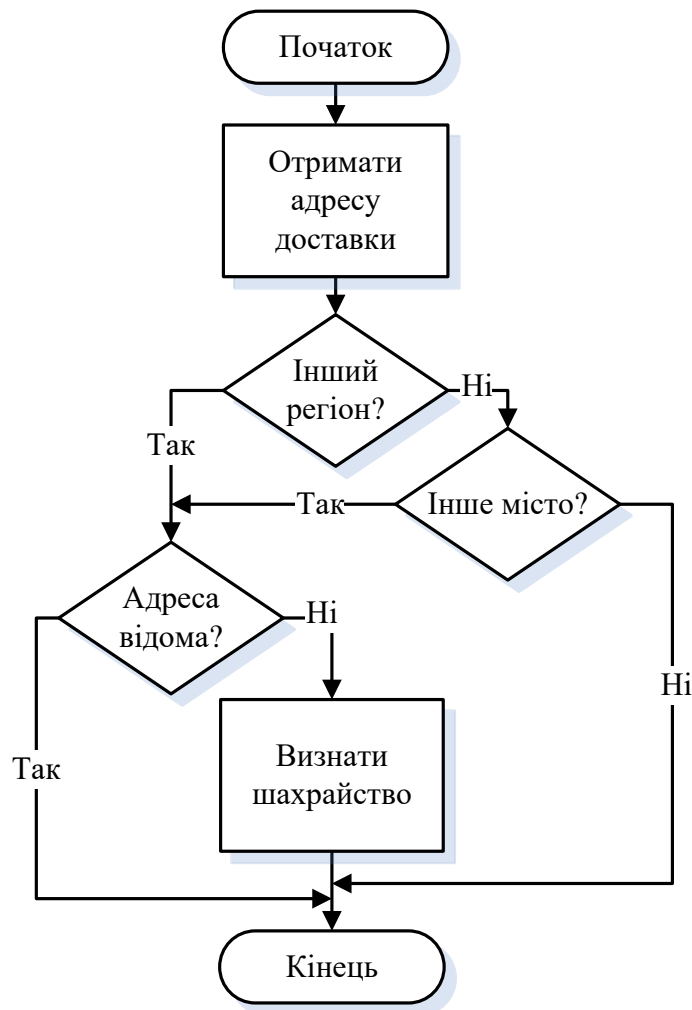 Початок
Отримати
адресу
доставки
Інший
регіон?
Ні
Так
Так
Інше місто?
Адреса
відома?
Ні
Ні
Так
Визнати
шахрайство
Кінець